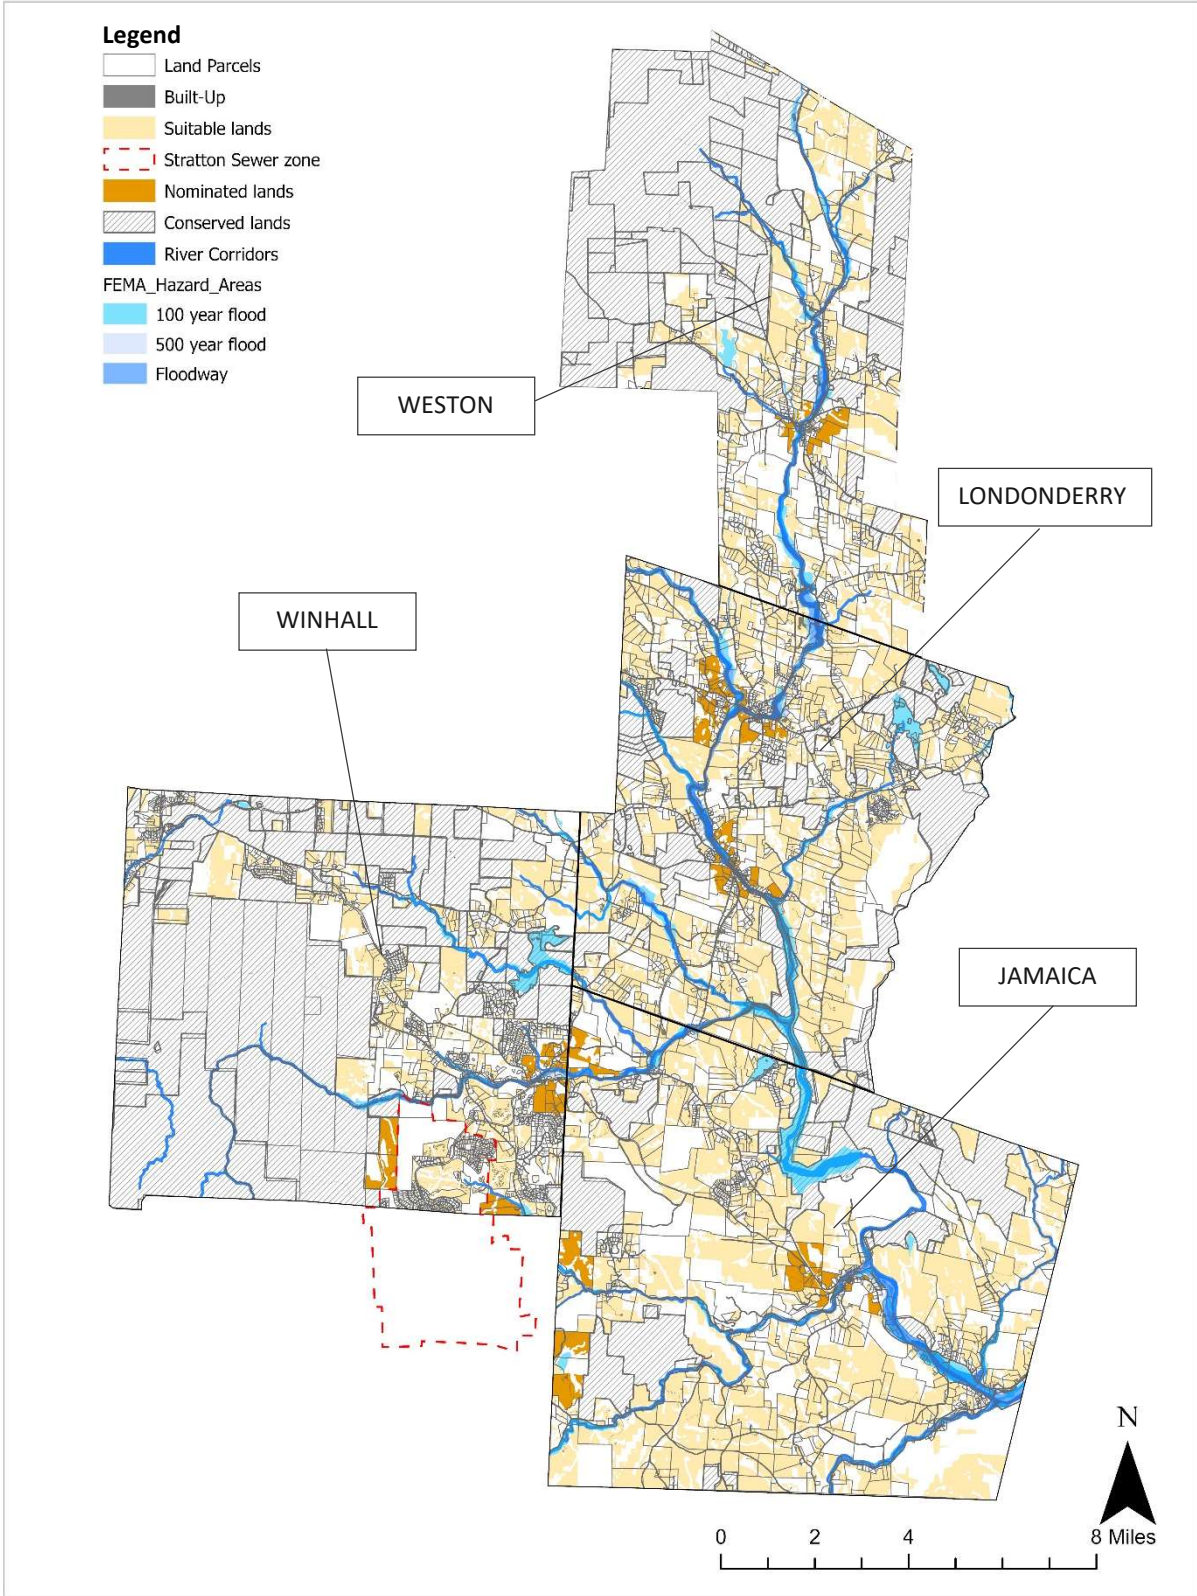 Legend
Land Parcels
Built-Up
Suitable lands
Stratton Sewer zone
Nominated lands
Conserved lands
River Corridors
FEMA_Hazard_Areas
100 year flood
500 year flood
Floodway
WESTON
LONDONDERRY
WINHALL
JAMAICA
N
0 2 4 8 Miles